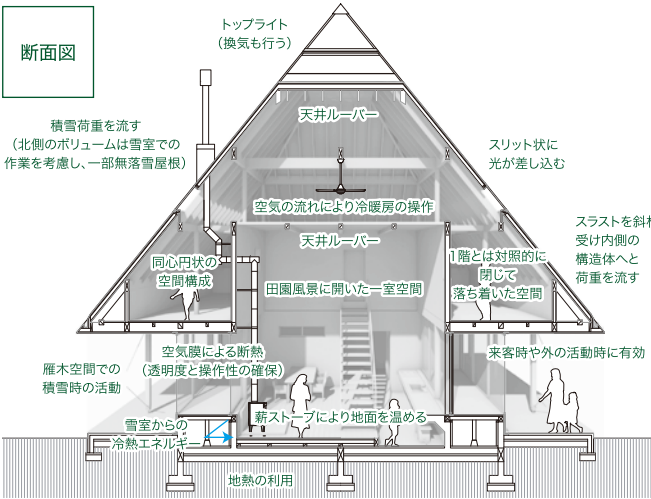 断面図
トップライト
（換気も行う）
積雪荷重を流す
（北側のボリュームは雪室での
作業を考慮し、一部無落雪屋根）
天井ルーバー
スリット状に
光が差し込む
空気の流れにより冷暖房の操作
天井ルーバー
スラストを斜材
受け内側の
構造体へと
荷重を流す
同心円状の
空間構成
田園風景に開いた一室空間
1階とは対照的に
閉じて
落ち着いた空間
雁木空間での
積雪時の活動
空気膜による断熱
（透明度と操作性の確保）
来客時や外の活動時に有効
雪室からの
冷熱エネルギ
薪ストーブにより地面を温める
地熱の利用